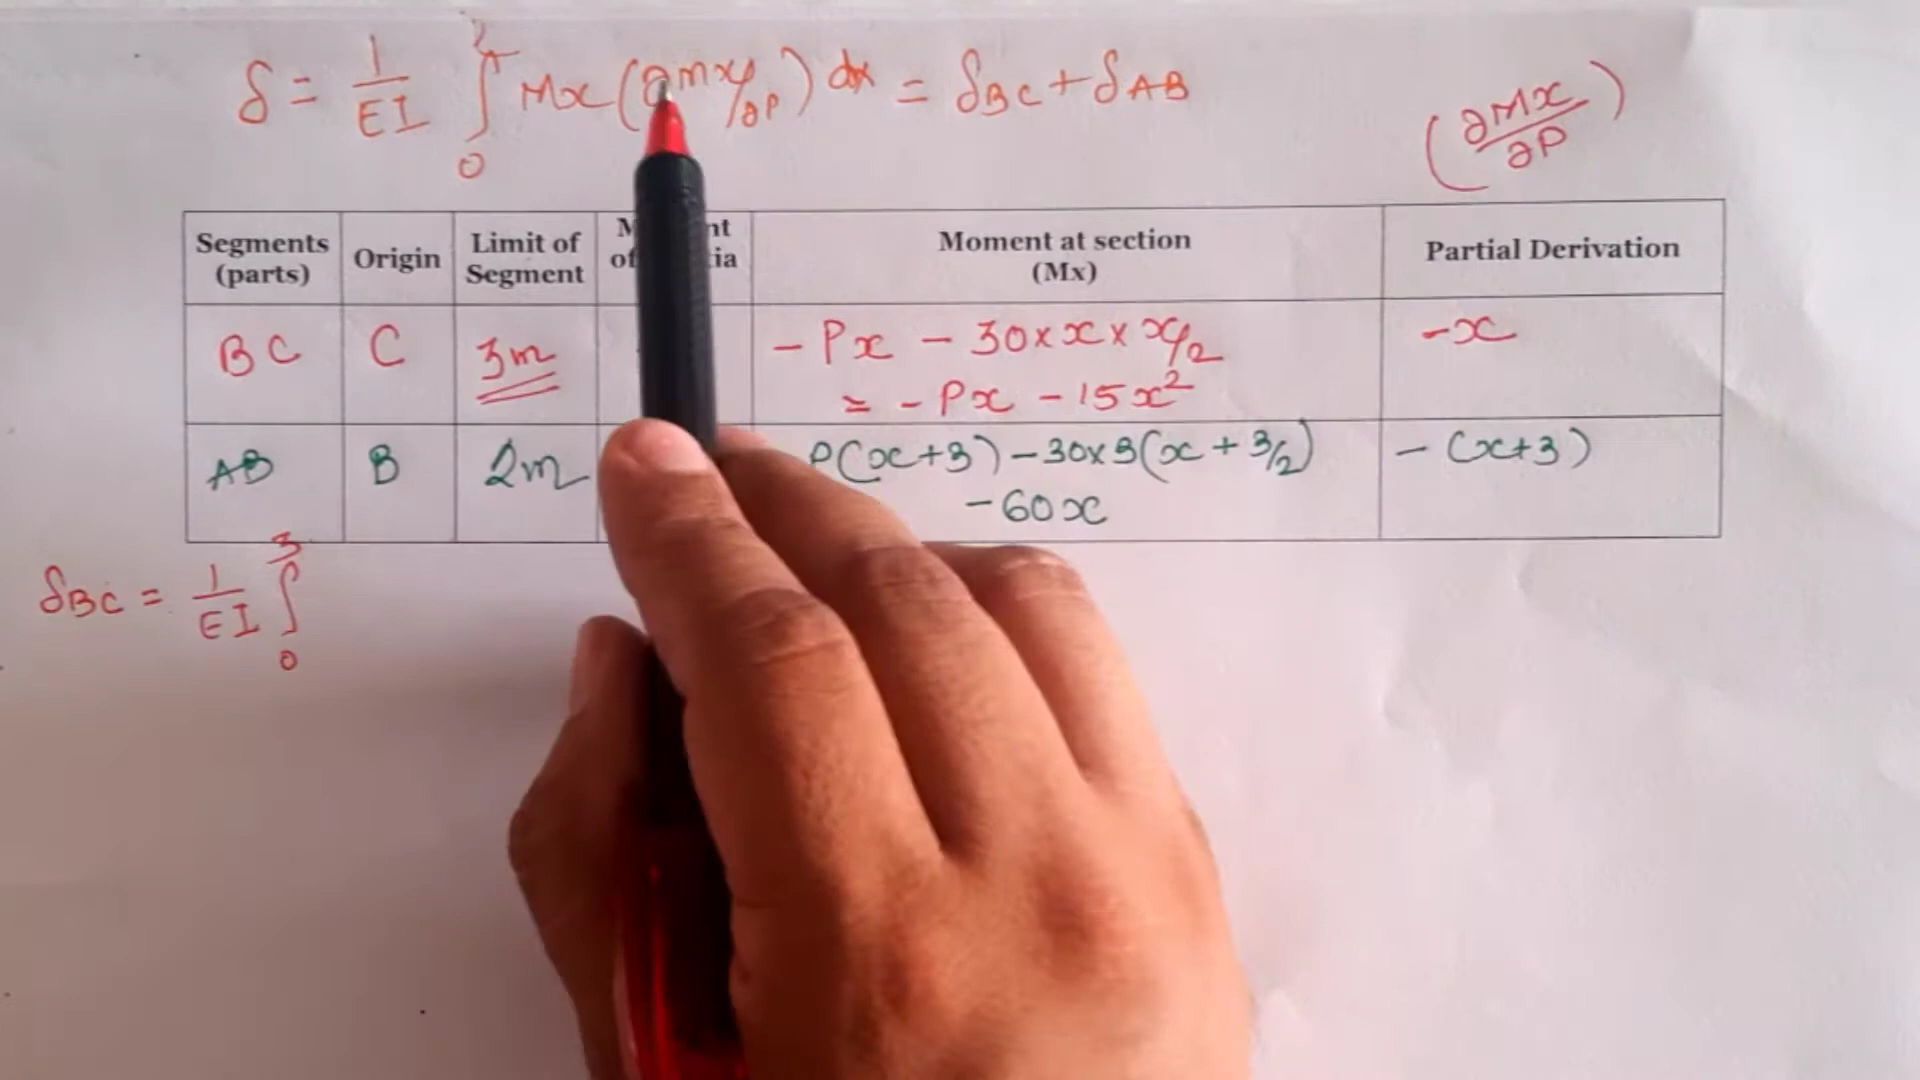 δ = 1/EI ∫₀ᴸ Mx (∂Mx/∂P) dx = δBC + δAB
(∂Mx/∂P)
Segments (parts) Origin Limit of Segment Moment at section (Mx) Partial Derivation
BC C 3m - Px - 30×x×x/2 -x
= - Px - 15x²
AB B 2m P(x+3) - 30×3(x + 3/2) - (x+3)
- 60x
δBC = 1/EI ∫₀³